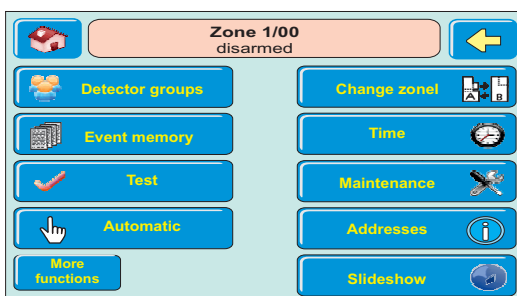 Zone 1/00
disarmed
Detector groups
Change zonel
A
B
Event memory
Time
Test
Maintenance
Automatic
Addresses
More
functions
Slideshow